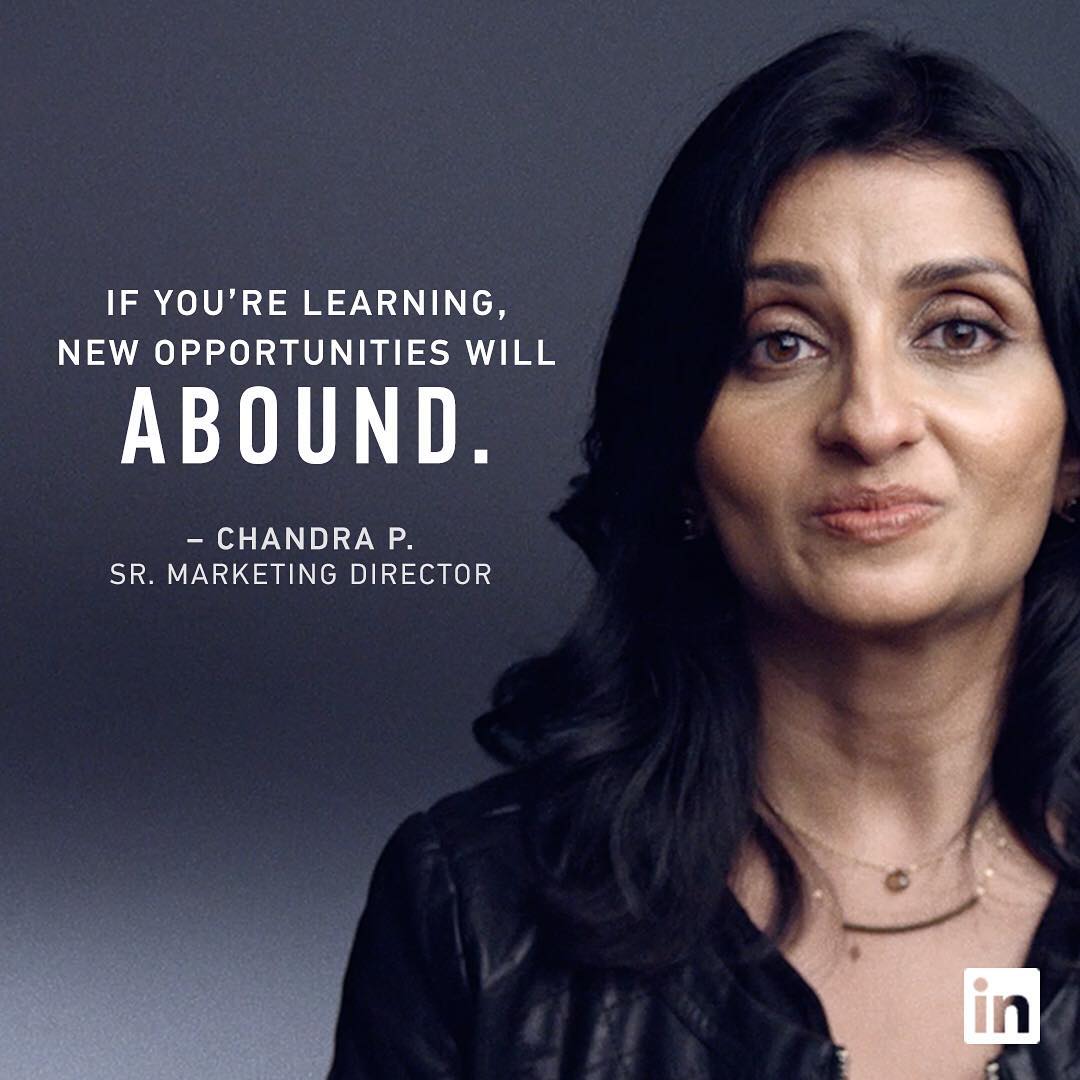 IF YOU’RE LEARNING,
NEW OPPORTUNITIES WILL
ABOUND.
– CHANDRA P.
SR. MARKETING DIRECTOR
in